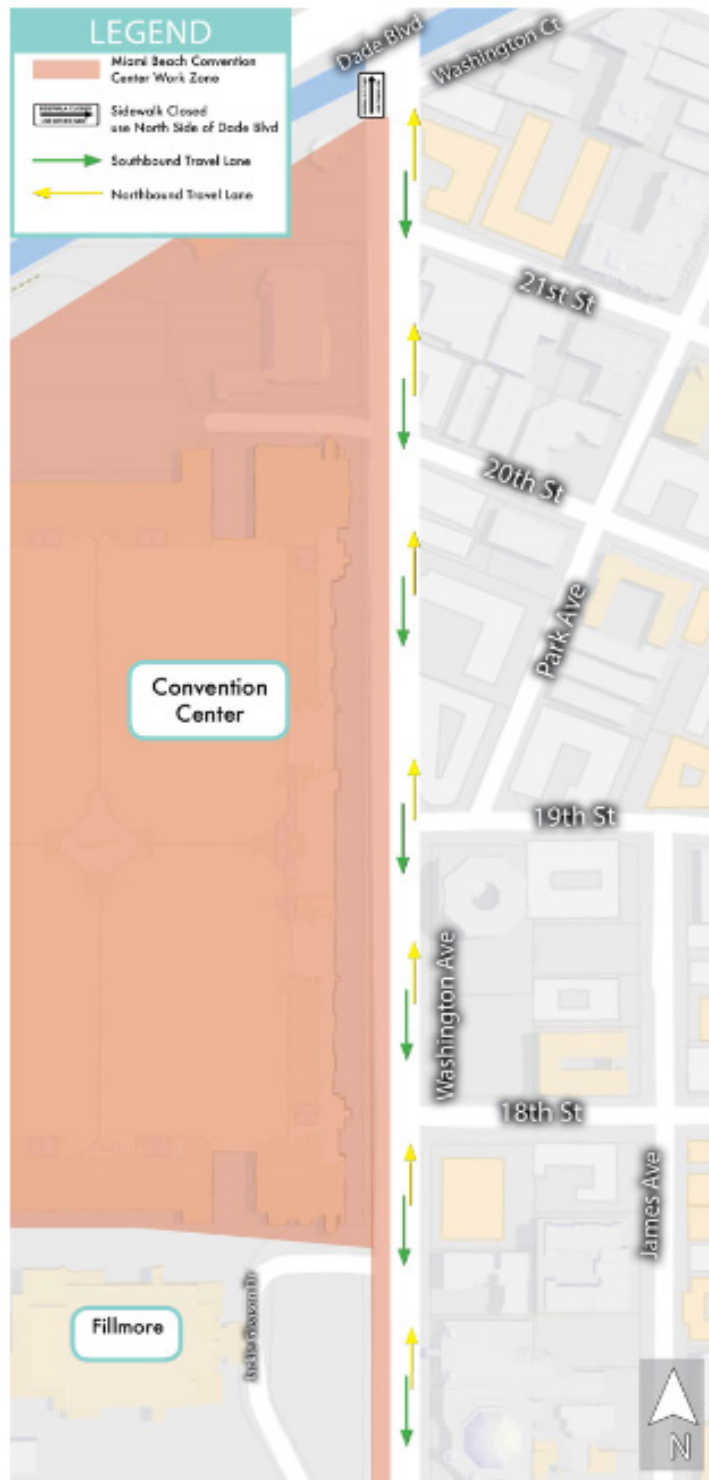 LEGEND
Miami Beach Convention
Center Work Zone
Sidewalk Closed
use North Side of Dade Blvd
Southbound Travel Lane
Northbound Travel Lane
Dade Blvd
Washington Ct
21st St
20th St
Park Ave
Convention
Center
19th St
Washington Ave
18th St
James Ave
Fillmore
N